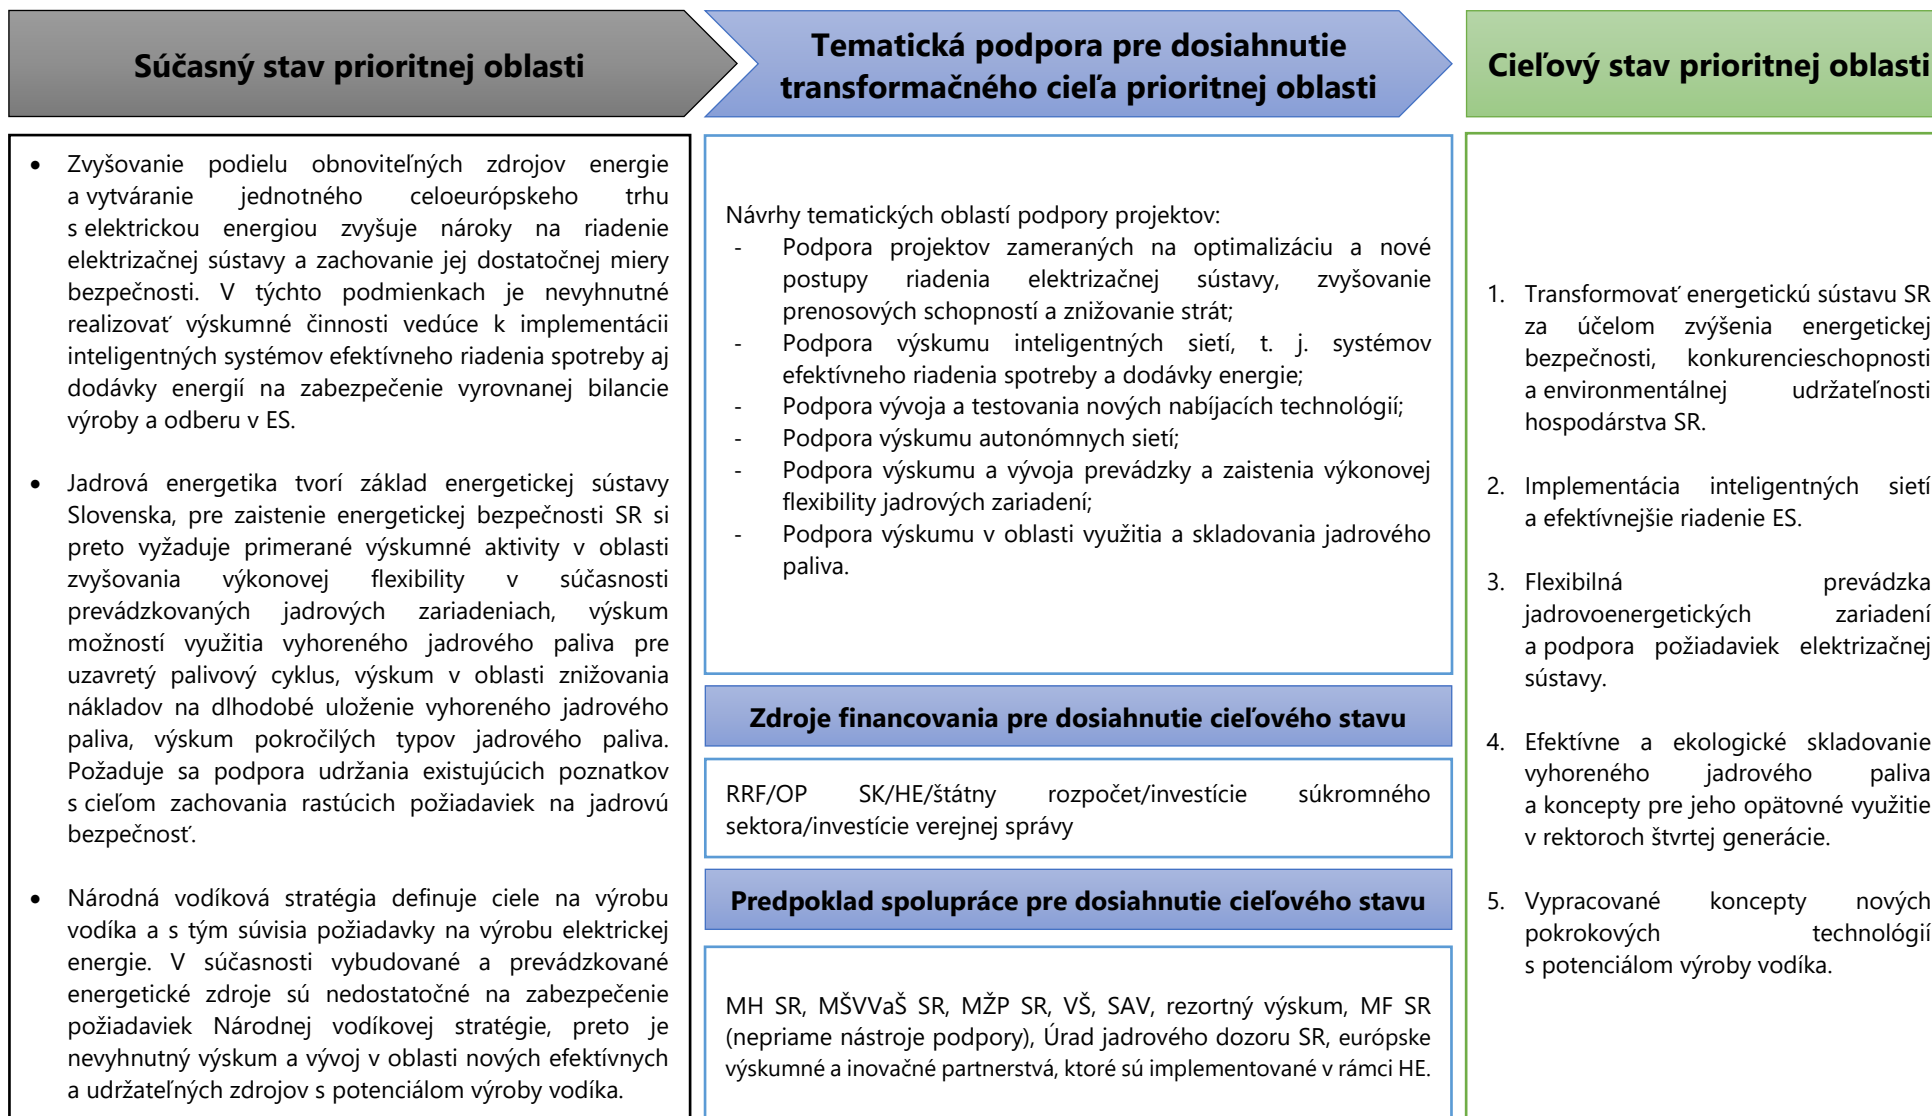 Súčasný stav prioritnej oblasti
Tematická podpora pre dosiahnutie
transformačného cieľa prioritnej oblasti
Cieľový stav prioritnej oblasti
• Zvyšovanie podielu obnoviteľných zdrojov energie
a vytváranie jednotného celoeurópskeho trhu
s elektrickou energiou zvyšuje nároky na riadenie
elektrizačnej sústavy a zachovanie jej dostatočnej miery
bezpečnosti. V týchto podmienkach je nevyhnutné
realizovať výskumné činnosti vedúce k implementácii
inteligentných systémov efektívneho riadenia spotreby aj
dodávky energií na zabezpečenie vyrovnanej bilancie
výroby a odberu v ES.
• Jadrová energetika tvorí základ energetickej sústavy
Slovenska, pre zaistenie energetickej bezpečnosti SR si
preto vyžaduje primerané výskumné aktivity v oblasti
zvyšovania výkonovej flexibility v súčasnosti
prevádzkovaných jadrových zariadeniach, výskum
možností využitia vyhoreného jadrového paliva pre
uzavretý palivový cyklus, výskum v oblasti znižovania
nákladov na dlhodobé uloženie vyhoreného jadrového
paliva, výskum pokročilých typov jadrového paliva.
Požaduje sa podpora udržania existujúcich poznatkov
s cieľom zachovania rastúcich požiadaviek na jadrovú
bezpečnosť.
• Národná vodíková stratégia definuje ciele na výrobu
vodíka a s tým súvisia požiadavky na výrobu elektrickej
energie. V súčasnosti vybudované a prevádzkované
energetické zdroje sú nedostatočné na zabezpečenie
požiadaviek Národnej vodíkovej stratégie, preto je
nevyhnutný výskum a vývoj v oblasti nových efektívnych
a udržateľných zdrojov s potenciálom výroby vodíka.
Návrhy tematických oblastí podpory projektov:
- Podpora projektov zameraných na optimalizáciu a nové
postupy riadenia elektrizačnej sústavy, zvyšovanie
prenosových schopností a znižovanie strát;
- Podpora výskumu inteligentných sietí, t. j. systémov
efektívneho riadenia spotreby a dodávky energie;
- Podpora vývoja a testovania nových nabíjacích technológií;
- Podpora výskumu autonómnych sietí;
- Podpora výskumu a vývoja prevádzky a zaistenia výkonovej
flexibility jadrových zariadení;
- Podpora výskumu v oblasti využitia a skladovania jadrového
paliva.
Zdroje financovania pre dosiahnutie cieľového stavu
RRF/OP SK/HE/štátny rozpočet/investície súkromného
sektora/investície verejnej správy
Predpoklad spolupráce pre dosiahnutie cieľového stavu
MH SR, MŠVVaŠ SR, MŽP SR, VŠ, SAV, rezortný výskum, MF SR
(nepriame nástroje podpory), Úrad jadrového dozoru SR, európske
výskumné a inovačné partnerstvá, ktoré sú implementované v rámci HE.
1. Transformovať energetickú sústavu SR
za účelom zvýšenia energetickej
bezpečnosti, konkurencieschopnosti
a environmentálnej udržateľnosti
hospodárstva SR.
2. Implementácia inteligentných sietí
a efektívnejšie riadenie ES.
3. Flexibilná prevádzka
jadrovoenergetických zariadení
a podpora požiadaviek elektrizačnej
sústavy.
4. Efektívne a ekologické skladovanie
vyhoreného jadrového paliva
a koncepty pre jeho opätovné využitie
v rektoroch štvrtej generácie.
5. Vypracované koncepty nových
pokrokových technológií
s potenciálom výroby vodíka.